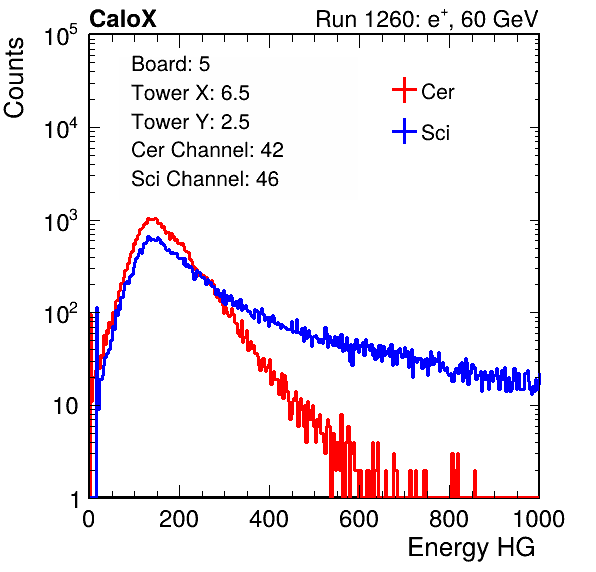 CaloX Run 1260: e⁺, 60 GeV
Board: 5
Tower X: 6.5
Tower Y: 2.5
Cer Channel: 42
Sci Channel: 46
Cer
Sci
Counts
10⁵
10⁴
10³
10²
10
1
0 200 400 600 800 1000
Energy HG